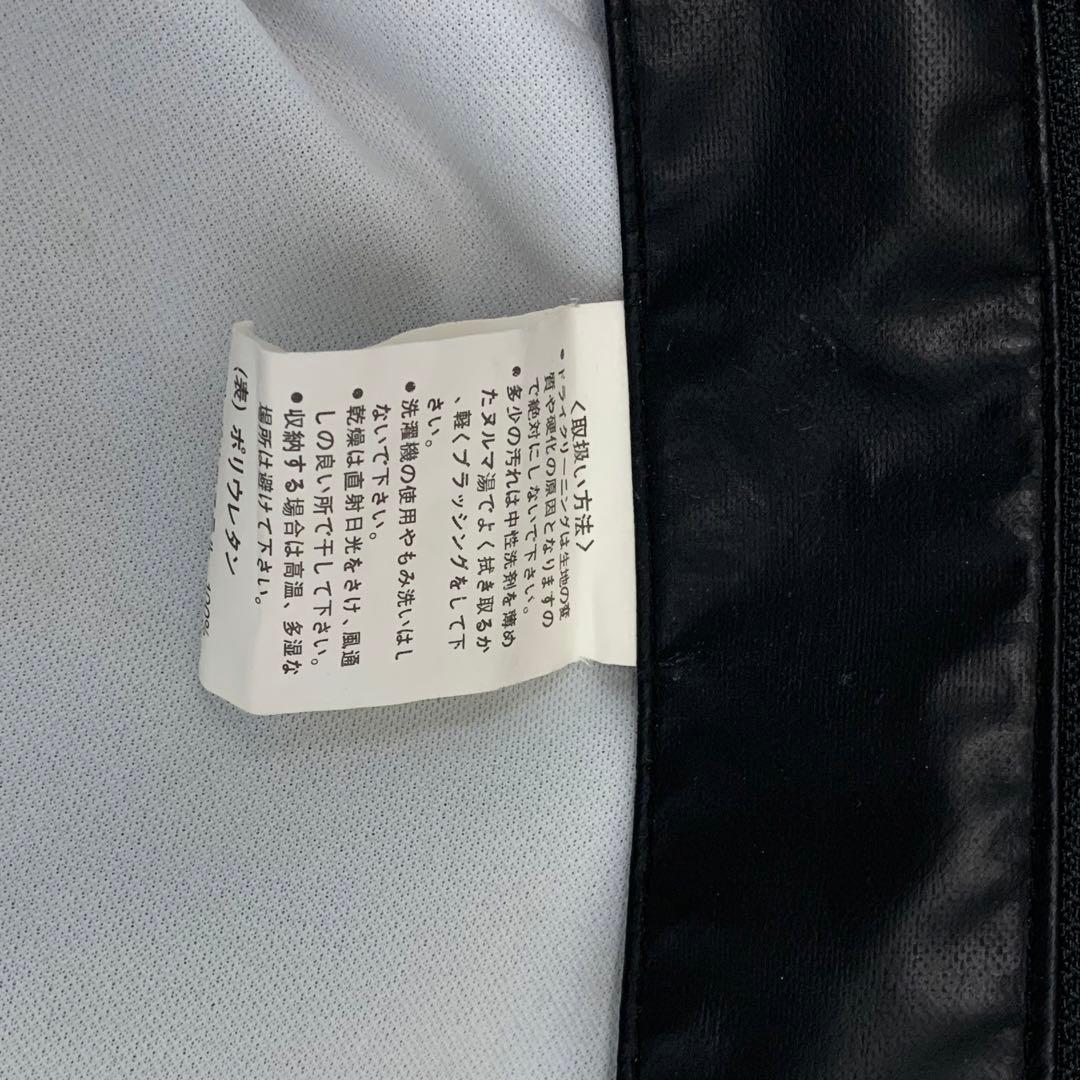 〈取扱い方法〉
• ドライクリーニングは生地の変
質や硬化の原因となりますの
で絶対にしないで下さい。
• 多少の汚れは中性洗剤を薄め
たヌルマ湯でよく拭き取るか
、軽くブラッシングをして下
さい。
• 洗濯機の使用やもみ洗いはし
ないで下さい。
• 乾燥は直射日光をさけ、風通
しの良い所で干して下さい。
• 収納する場合は高温、多湿な
場所は避けて下さい。
(表) ポリウレタン
100%